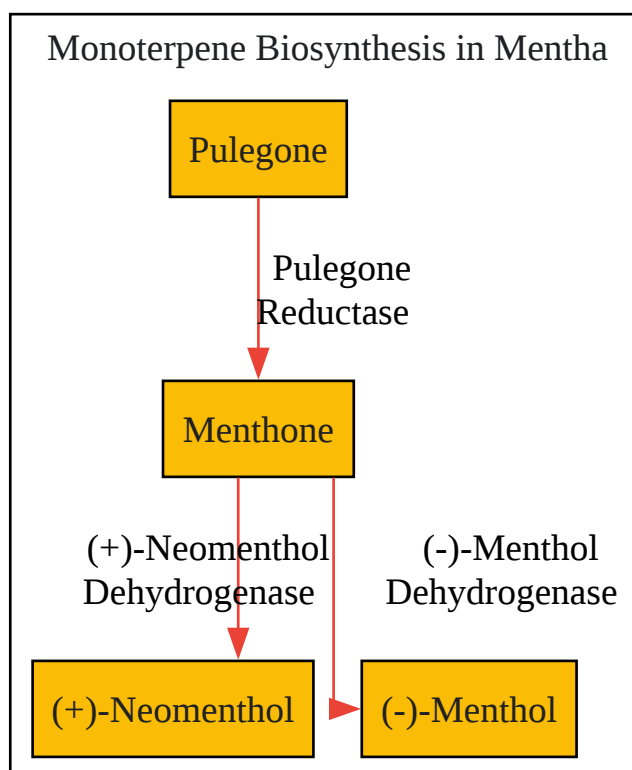 Monoterpene Biosynthesis in Mentha
Pulegone
Pulegone
Reductase
Menthone
(+)-Neomenthol
Dehydrogenase
(-)-Menthol
Dehydrogenase
(+)-Neomenthol
(-)-Menthol